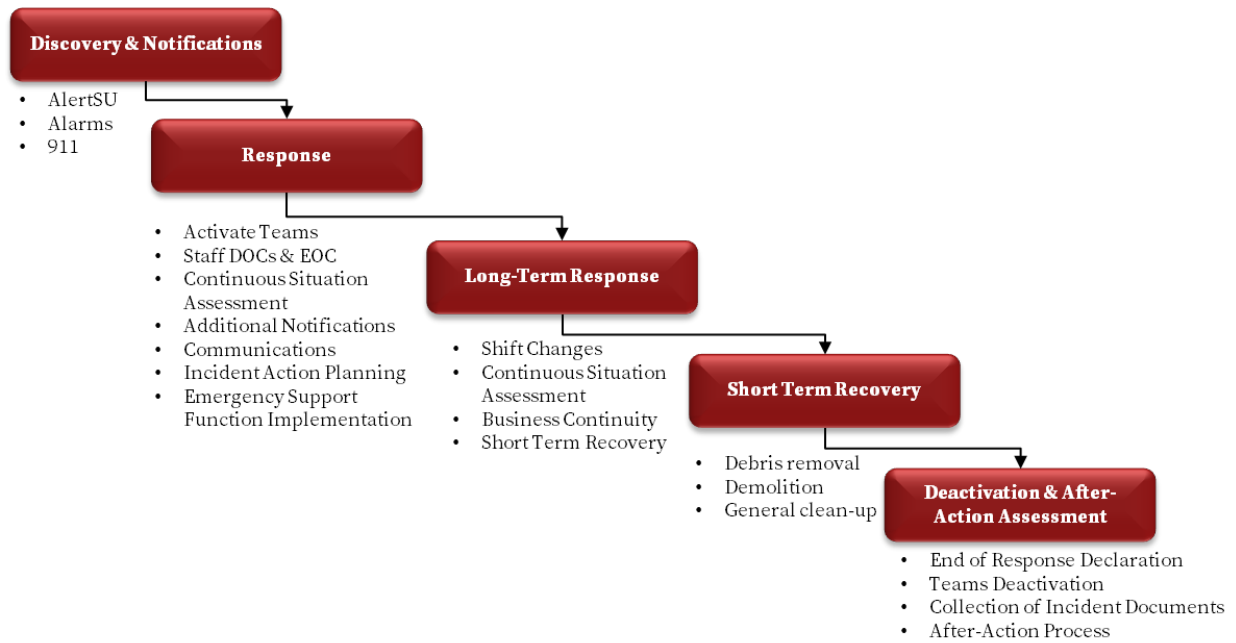 Discovery & Notifications
• AlertSU
• Alarms
• 911
Response
• Activate Teams
• Staff DOCs & EOC
• Continuous Situation
Assessment
• Additional Notifications
• Communications
• Incident Action Planning
• Emergency Support
Function Implementation
Long-Term Response
• Shift Changes
• Continuous Situation
Assessment
• Business Continuity
• Short Term Recovery
Short Term Recovery
• Debris removal
• Demolition
• General clean-up
Deactivation & After-
Action Assessment
• End of Response Declaration
• Teams Deactivation
• Collection of Incident Documents
• After-Action Process